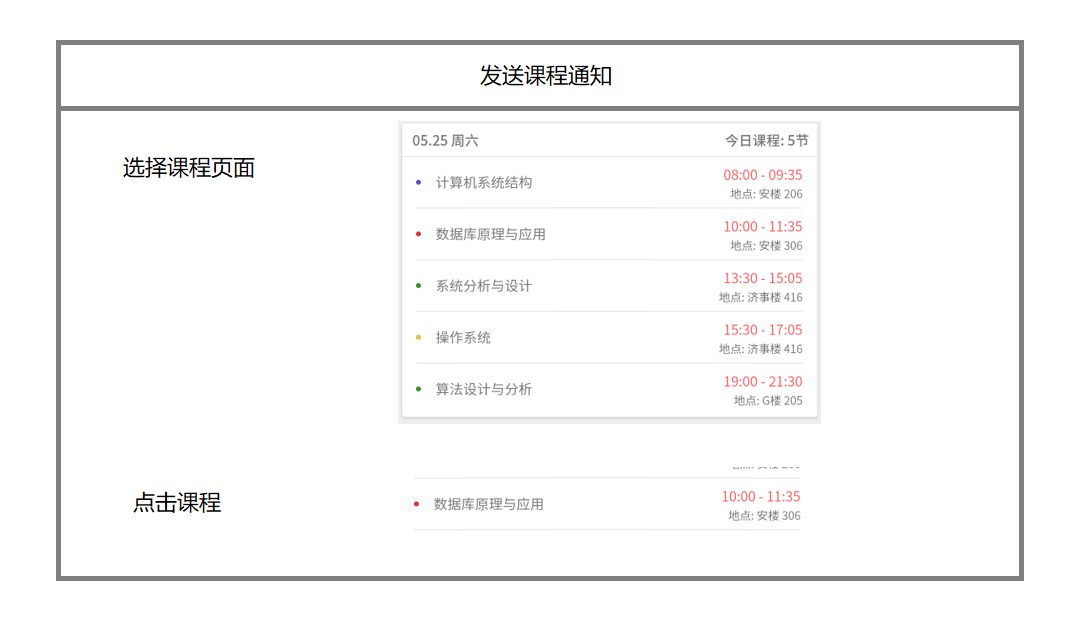 发送课程通知
选择课程页面
05.25 周六 今日课程: 5节
计算机系统结构 08:00 - 09:35
地点: 安楼 206
数据库原理与应用 10:00 - 11:35
地点: 安楼 306
系统分析与设计 13:30 - 15:05
地点: 济事楼 416
操作系统 15:30 - 17:05
地点: 济事楼 416
算法设计与分析 19:00 - 21:30
地点: G楼 205
点击课程
数据库原理与应用 10:00 - 11:35
地点: 安楼 306